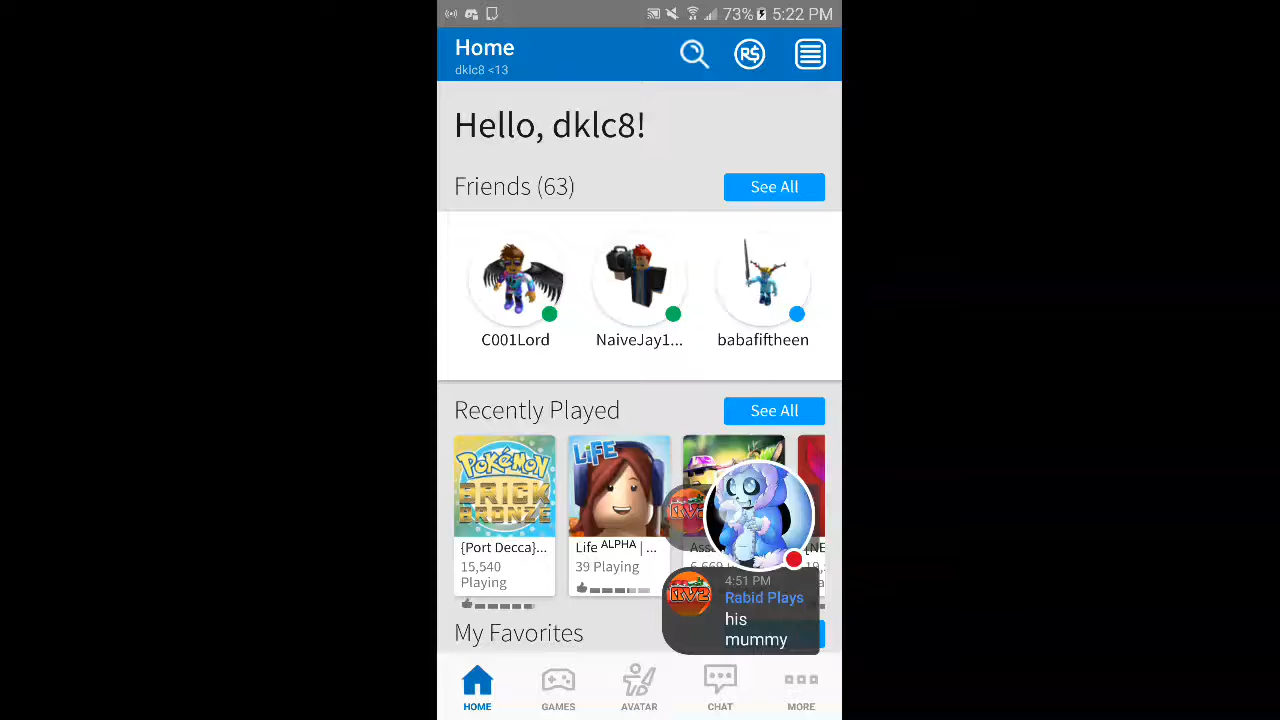 73% 5:22 PM
Home
dklc8 <13
R$
Hello, dklc8!
Friends (63)
See All
C001Lord
NaiveJay1...
babafiftheen
Recently Played
See All
POKéMON
BRICK
BRONZE
LiFE
{Port Decca}...
15,540
Playing
Life ALPHA | ...
39 Playing
4:51 PM
Rabid Plays
his
mummy
My Favorites
HOME
GAMES
AVATAR
CHAT
MORE